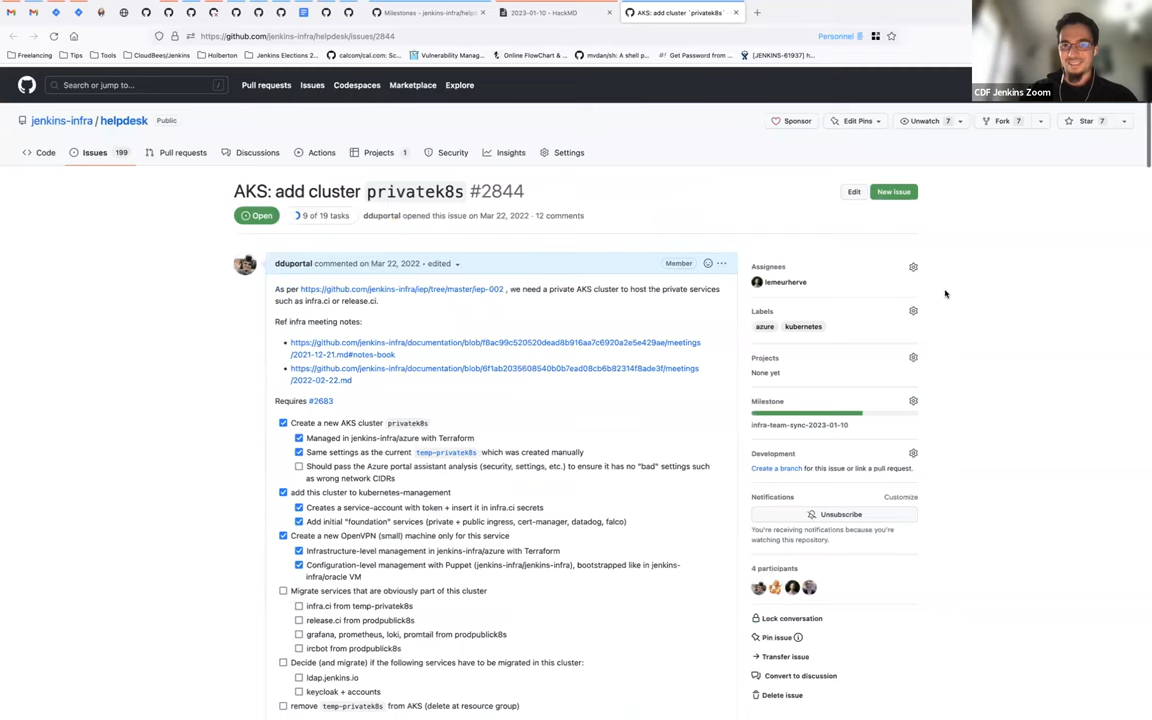 Milestones - jenkins-infra/help
2023-01-10 - HackMD
AKS: add cluster `privatek8s`
https://github.com/jenkins-infra/helpdesk/issues/2844
Personnel
Freelancing
Tips
Tools
CloudBees/Jenkins
Holberton
Jenkins Elections 2...
calcom/cal.com: Sc...
Vulnerability Manag...
Online FlowChart & ...
mvdan/sh: A shell p...
Get Password from ...
[JENKINS-61937] h...
CDF Jenkins Zoom
Search or jump to...
/
Pull requests
Issues
Codespaces
Marketplace
Explore
jenkins-infra / helpdesk
Public
Sponsor
Edit Pins
Unwatch 7
Fork 7
Star 7
Code
Issues 199
Pull requests
Discussions
Actions
Projects 1
Security
Insights
Settings
AKS: add cluster privatek8s #2844
Edit
New issue
Open
9 of 19 tasks
dduportal opened this issue on Mar 22, 2022 · 12 comments
dduportal commented on Mar 22, 2022 • edited
Member
As per https://github.com/jenkins-infra/iep/tree/master/iep-002 , we need a private AKS cluster to host the private services
such as infra.ci or release.ci.
Ref infra meeting notes:
https://github.com/jenkins-infra/documentation/blob/f8ac99c520520dead8b916aa7c6920a2e5e429ae/meetings
/2021-12-21.md#notes-book
https://github.com/jenkins-infra/documentation/blob/6f1ab2035608540b0b7ead08cb6b82314f8ade3f/meetings
/2022-02-22.md
Requires #2683
Create a new AKS cluster privatek8s
Managed in jenkins-infra/azure with Terraform
Same settings as the current temp-privatek8s which was created manually
Should pass the Azure portal assistant analysis (security, settings, etc.) to ensure it has no "bad" settings such
as wrong network CIDRs
add this cluster to kubernetes-management
Creates a service-account with token + insert it in infra.ci secrets
Add initial "foundation" services (private + public ingress, cert-manager, datadog, falco)
Create a new OpenVPN (small) machine only for this service
Infrastructure-level management in jenkins-infra/azure with Terraform
Configuration-level management with Puppet (jenkins-infra/jenkins-infra), bootstrapped like in jenkins-
infra/oracle VM
Migrate services that are obviously part of this cluster
infra.ci from temp-privatek8s
release.ci from prodpublick8s
grafana, prometheus, loki, promtail from prodpublick8s
ircbot from prodpublick8s
Decide (and migrate) if the following services have to be migrated in this cluster:
ldap.jenkins.io
keycloak + accounts
remove temp-privatek8s from AKS (delete at resource group)
Assignees
lemeurherve
Labels
azure
kubernetes
Projects
None yet
Milestone
infra-team-sync-2023-01-10
Development
Create a branch for this issue or link a pull request.
Notifications
Customize
Unsubscribe
You're receiving notifications because you're
watching this repository.
4 participants
Lock conversation
Pin issue
Transfer issue
Convert to discussion
Delete issue